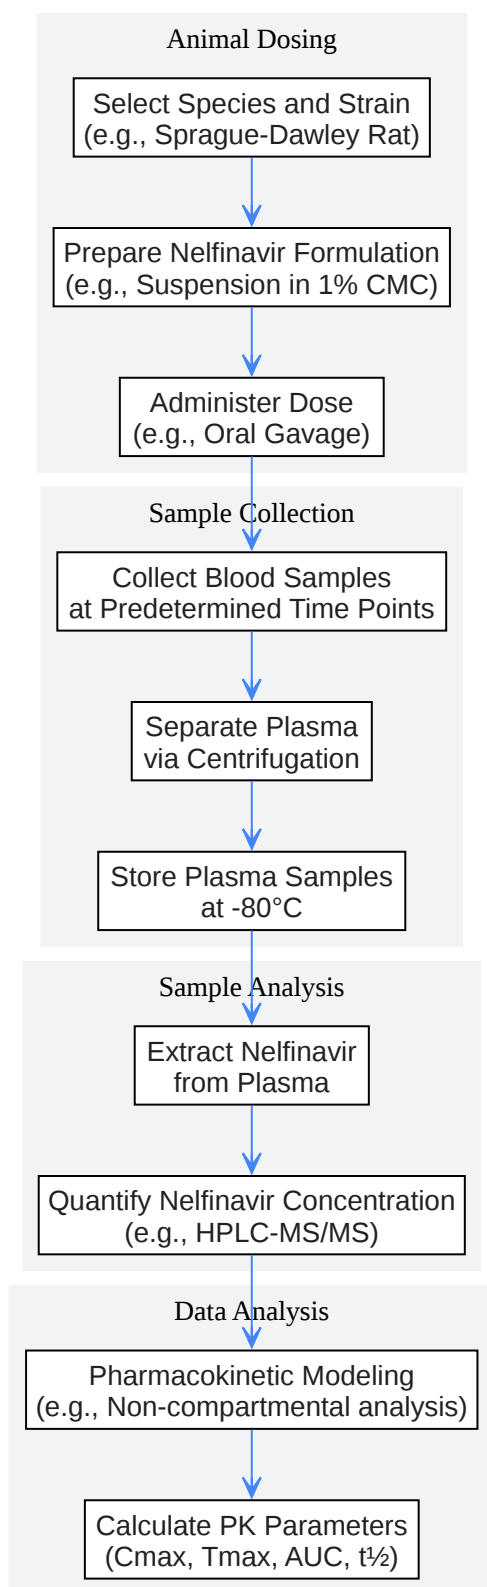 Animal Dosing
Select Species and Strain
(e.g., Sprague-Dawley Rat)
Prepare Nelfinavir Formulation
(e.g., Suspension in 1% CMC)
Administer Dose
(e.g., Oral Gavage)
Sample Collection
Collect Blood Samples
at Predetermined Time Points
Separate Plasma
via Centrifugation
Store Plasma Samples
at -80°C
Sample Analysis
Extract Nelfinavir
from Plasma
Quantify Nelfinavir Concentration
(e.g., HPLC-MS/MS)
Data Analysis
Pharmacokinetic Modeling
(e.g., Non-compartmental analysis)
Calculate PK Parameters
(Cmax, Tmax, AUC, t½)